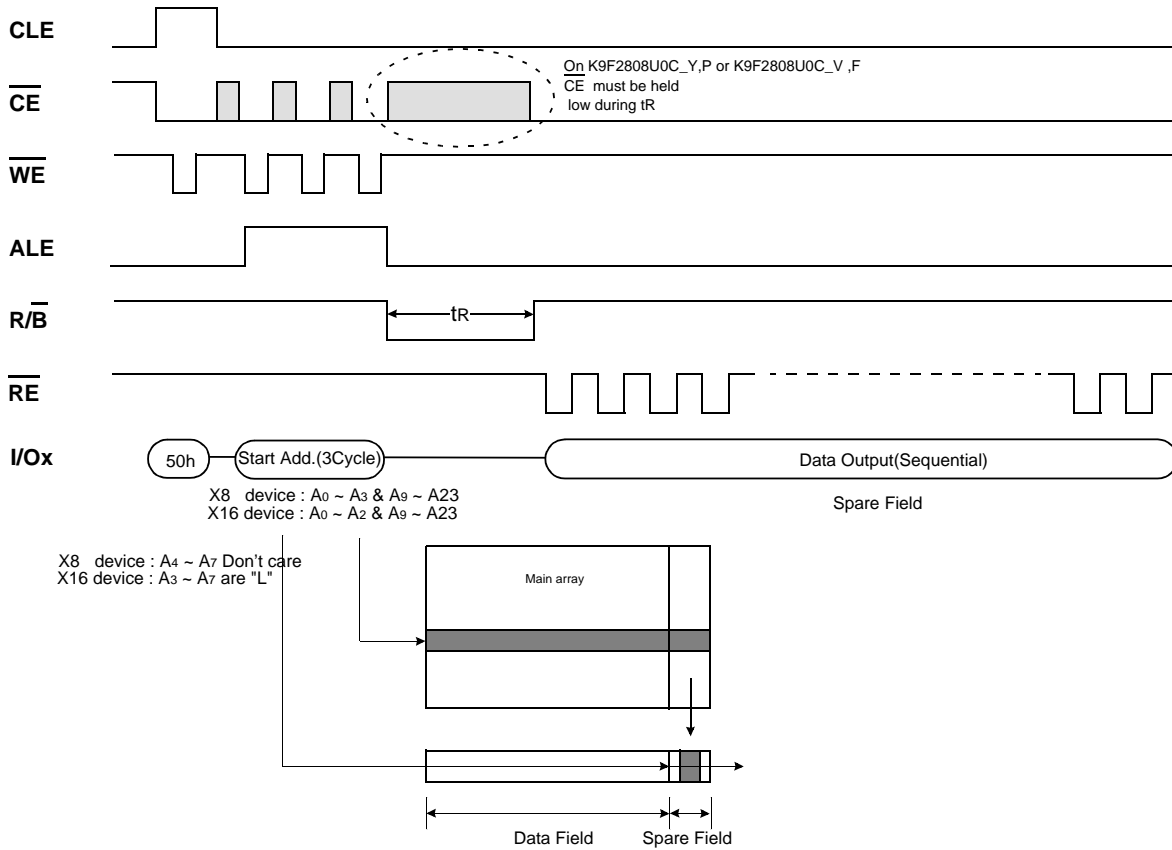 CLE
On K9F2808U0C_Y,P or K9F2808U0C_V ,F
CE
CE must be held
low during tR
WE
ALE
R/B
tR
RE
I/Ox
50h
Start Add.(3Cycle)
Data Output(Sequential)
X8 device : A0 ~ A3 & A9 ~ A23
X16 device : A0 ~ A2 & A9 ~ A23
Spare Field
X8 device : A4 ~ A7 Don't care
X16 device : A3 ~ A7 are "L"
Main array
Data Field
Spare Field